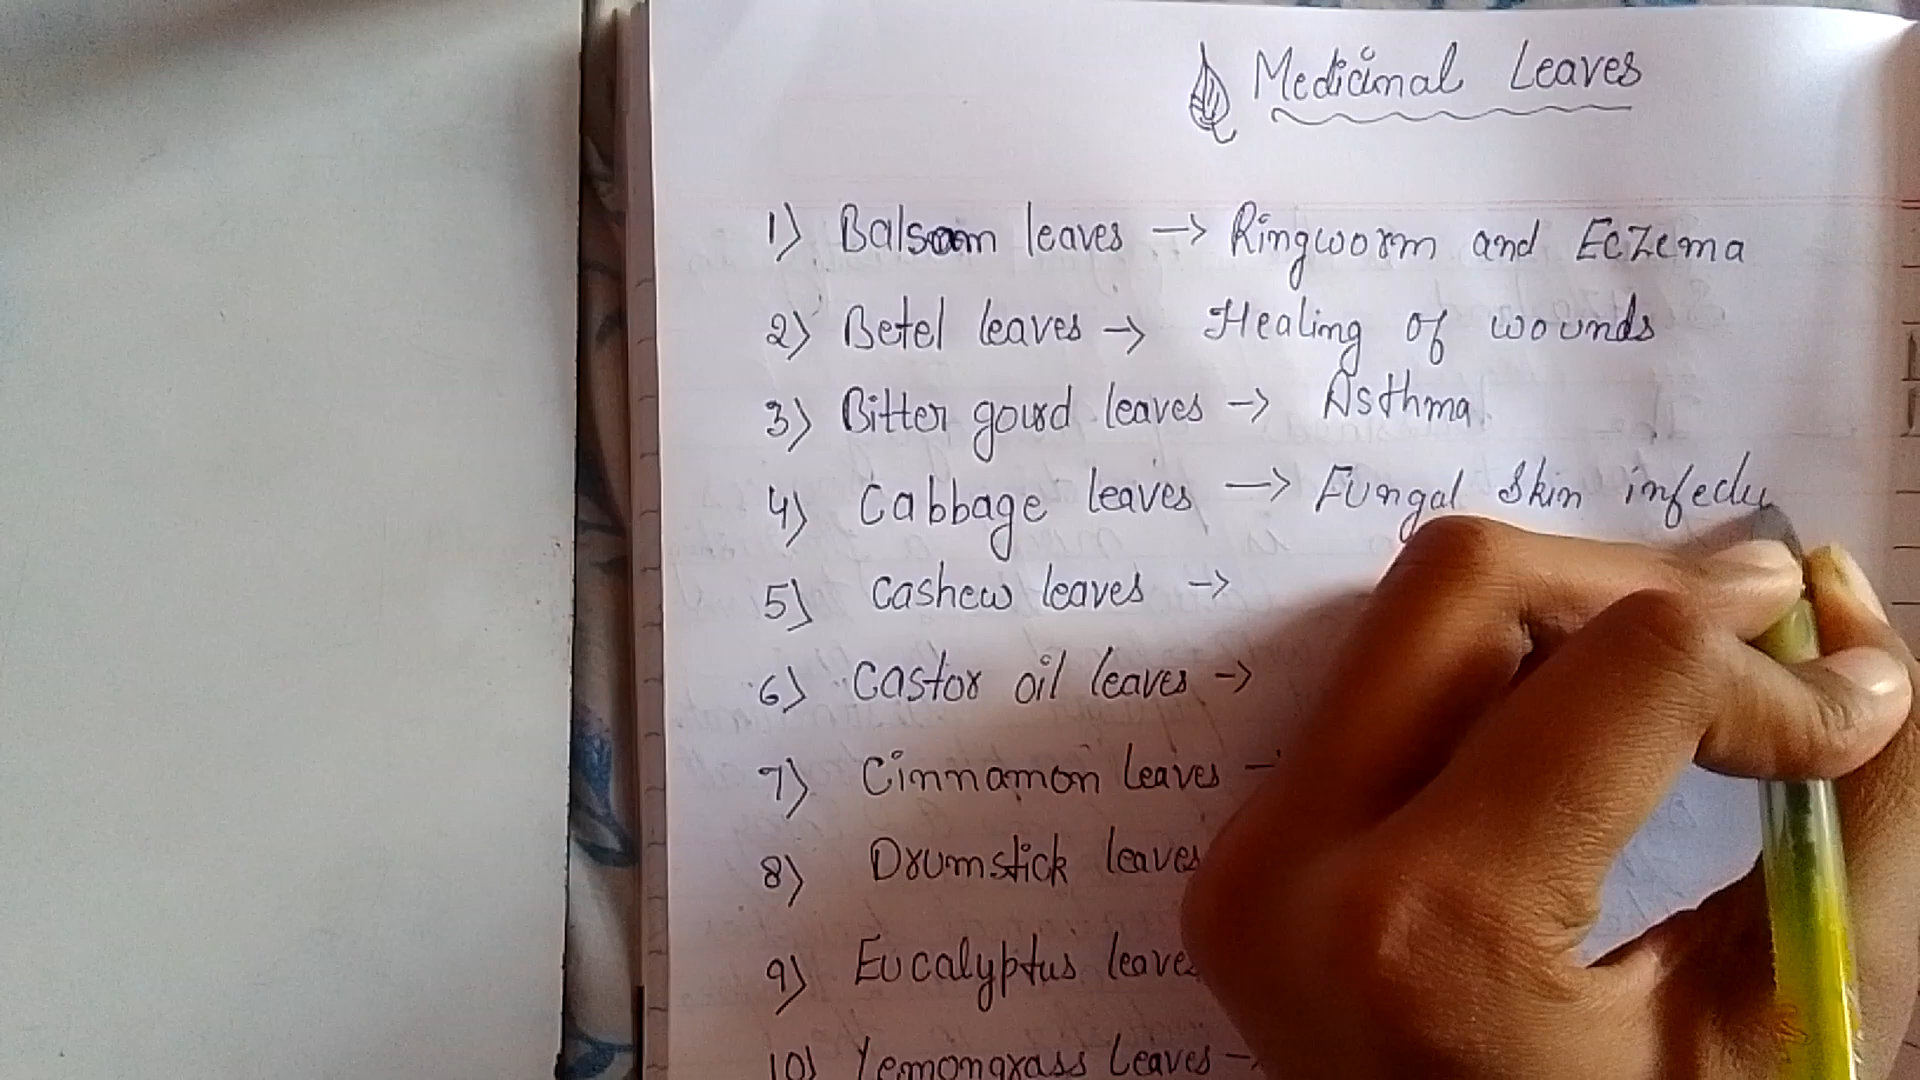 Medicinal Leaves
1) Balsam leaves -> Ringworm and Eczema
2) Betel leaves -> Healing of wounds
3) Bitter gourd leaves -> Asthma
4) Cabbage leaves -> Fungal Skin
5) Cashew leaves ->
6) Castor oil leaves ->
7) Cinnamon leaves -
8) Drumstick leaves
9) Eucalyptus leaves
10) Lemongrass Leaves -